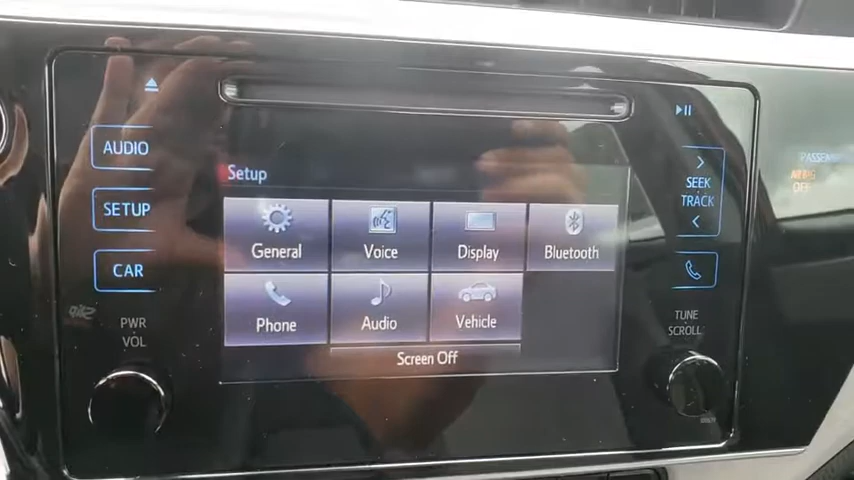 AUDIO
SETUP
CAR
PWR
VOL
Setup
General
Voice
Display
Bluetooth
Phone
Audio
Vehicle
Screen Off
SEEK
TRACK
TUNE
SCROLL
OFF